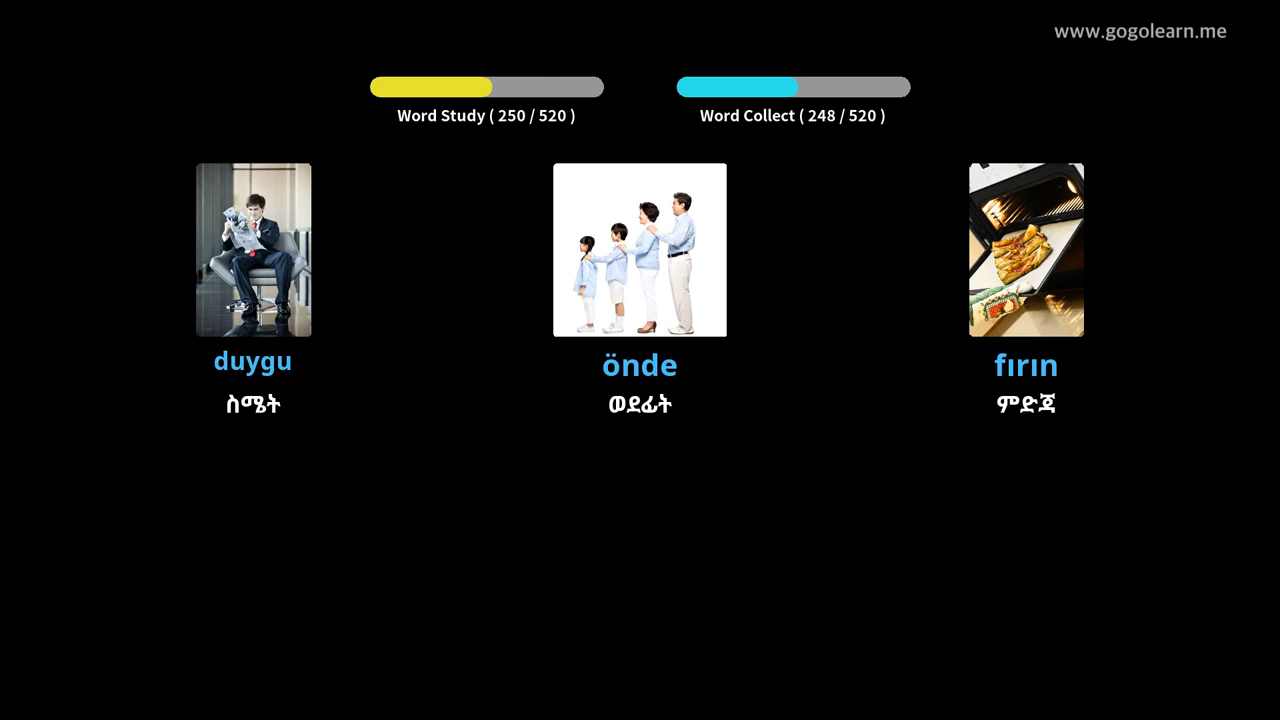 www.gogolearn.me
Word Study ( 250 / 520 )
Word Collect ( 248 / 520 )
duygu
önde
fırın
ስሜት
ወደፊት
ምድጃ